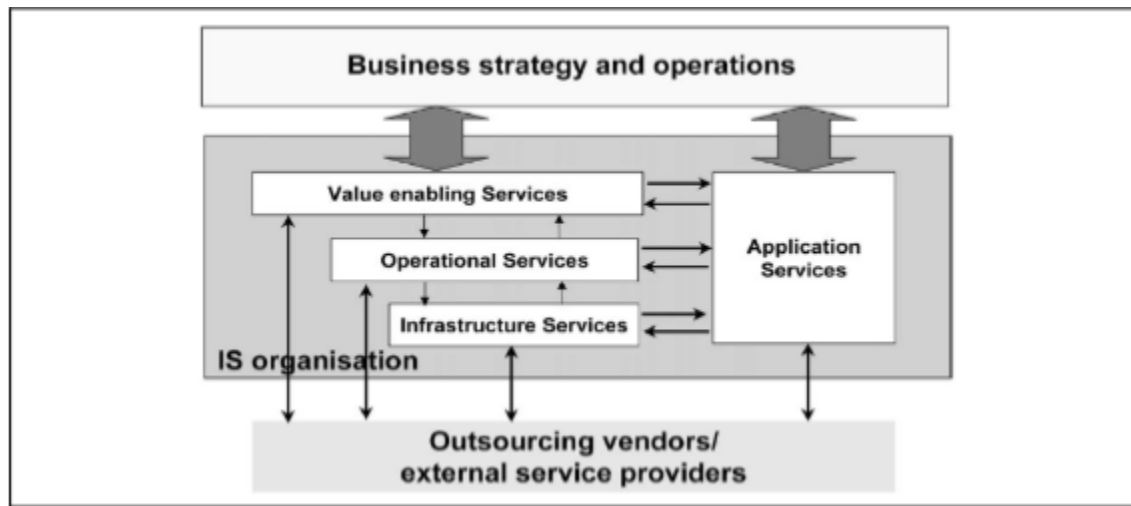 Business strategy and operations
Value enabling Services
Operational Services
Application
Services
Infrastructure Services
IS organisation
Outsourcing vendors/
external service providers